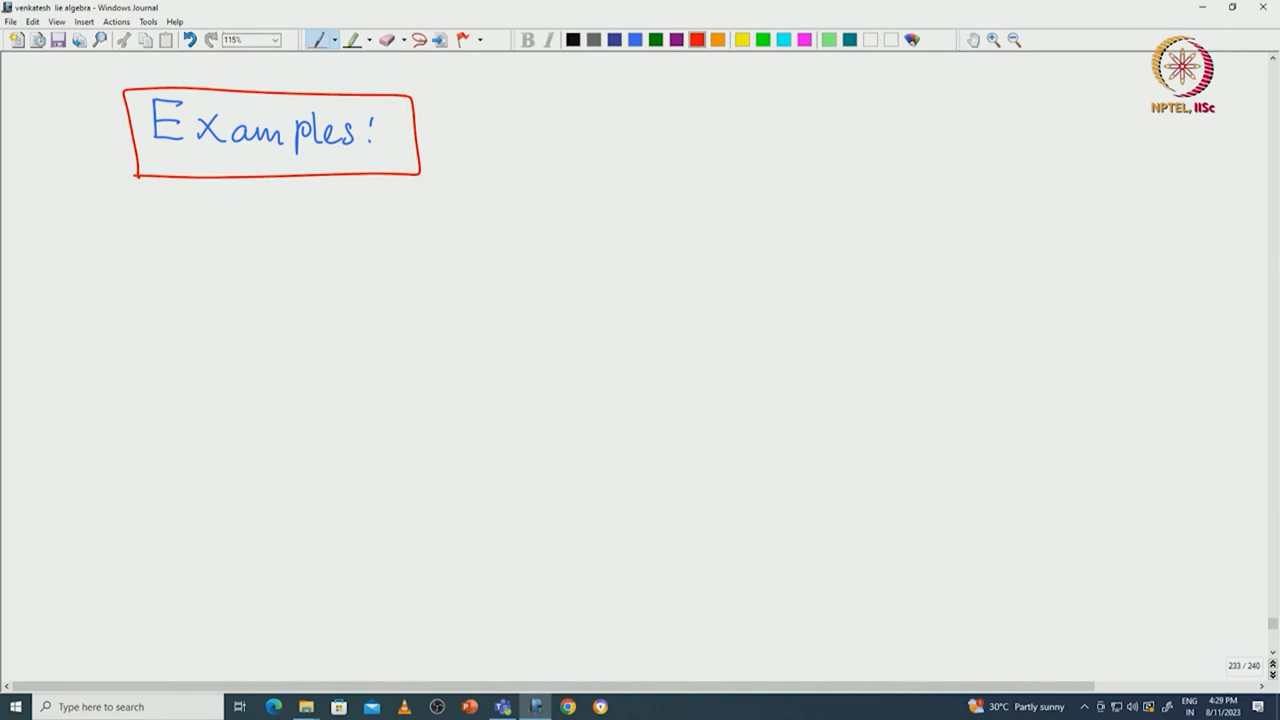 venkatesh lie algebra - Windows Journal
File Edit View Insert Actions Tools Help
115%
NPTEL, IISc
Examples:
233 / 240
Type here to search
30°C Partly sunny
ENG
IN
4:29 PM
8/11/2023